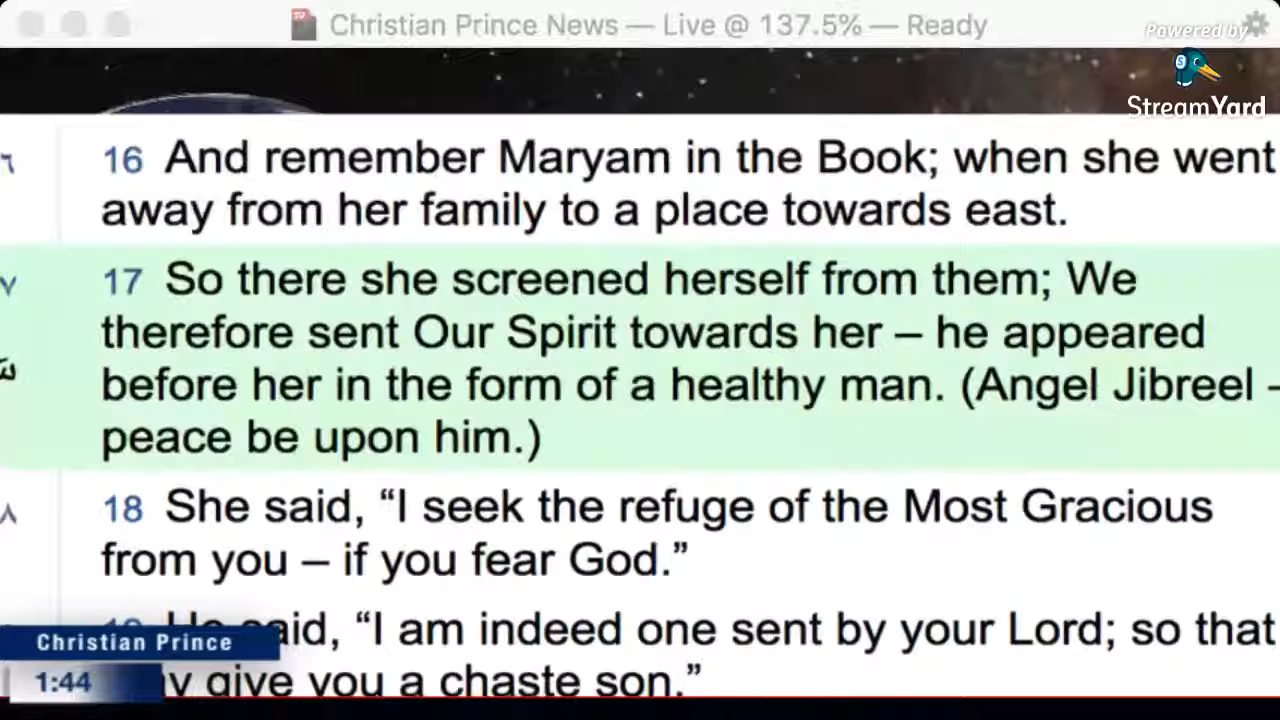 Christian Prince News — Live @ 137.5% — Ready
Powered by
StreamYard
16 And remember Maryam in the Book; when she went
away from her family to a place towards east.
17 So there she screened herself from them; We
therefore sent Our Spirit towards her – he appeared
before her in the form of a healthy man. (Angel Jibreel –
peace be upon him.)
18 She said, “I seek the refuge of the Most Gracious
from you – if you fear God.”
19 He said, “I am indeed one sent by your Lord; so that
give you a chaste son.”
Christian Prince
1:44